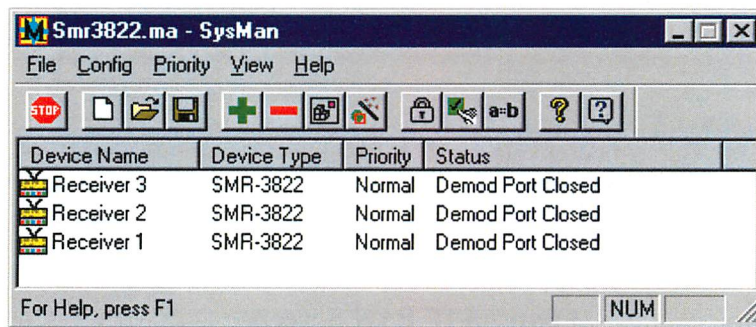 Smr3822.ma - SysMan
File Config Priority View Help
STOP a=b
Device Name Device Type Priority Status
Receiver 3 SMR-3822 Normal Demod Port Closed
Receiver 2 SMR-3822 Normal Demod Port Closed
Receiver 1 SMR-3822 Normal Demod Port Closed
For Help, press F1 NUM